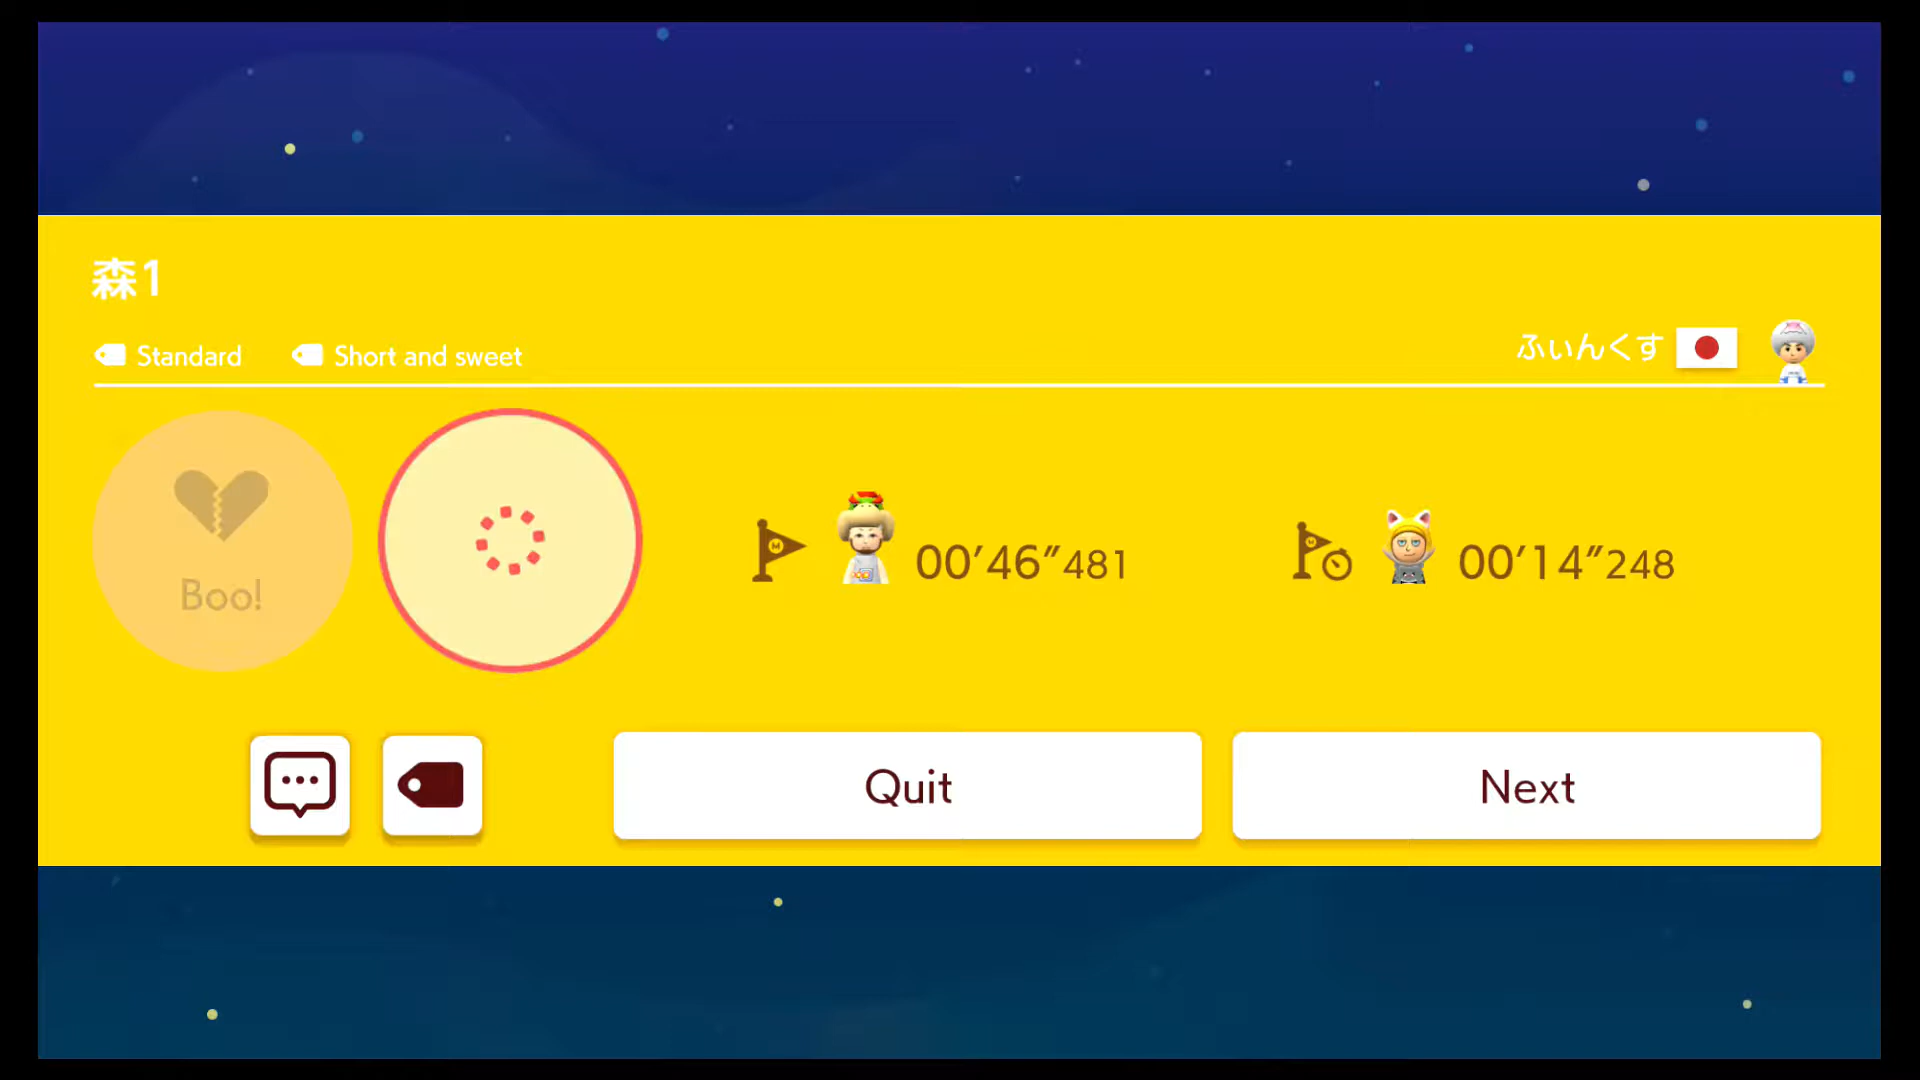 森1
Standard Short and sweet
ふぃんくす
Boo!
00'46"481
00'14"248
Quit Next